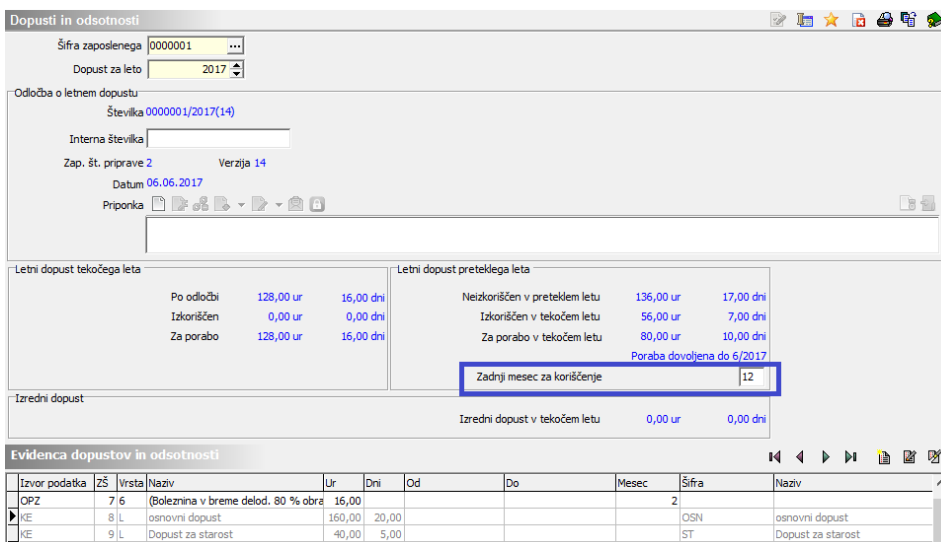 Dopusti in odsotnosti
Šifra zaposlenega 0000001 ...
Dopust za leto 2017
Odločba o letnem dopustu
Številka 0000001/2017(14)
Interna številka
Zap. št. priprave 2 Verzija 14
Datum 06.06.2017
Priponka
Letni dopust tekočega leta
Po odločbi 128,00 ur 16,00 dni
Izkoriščen 0,00 ur 0,00 dni
Za porabo 128,00 ur 16,00 dni
Letni dopust preteklega leta
Neizkoriščen v preteklem letu 136,00 ur 17,00 dni
Izkoriščen v tekočem letu 56,00 ur 7,00 dni
Za porabo v tekočem letu 80,00 ur 10,00 dni
Poraba dovoljena do 6/2017
Zadnji mesec za koriščenje 12
Izredni dopust
Izredni dopust v tekočem letu 0,00 ur 0,00 dni
Evidenca dopustov in odsotnosti
Izvor podatka ZŠ Vrsta Naziv Ur Dni Od Do Mesec Šifra Naziv
OPZ 7 6 (Boleznina v breme delod. 80 % obra 16,00 2
KE 8 L osnovni dopust 160,00 20,00 OSN osnovni dopust
KE 9 L Dopust za starost 40,00 5,00 ST Dopust za starost